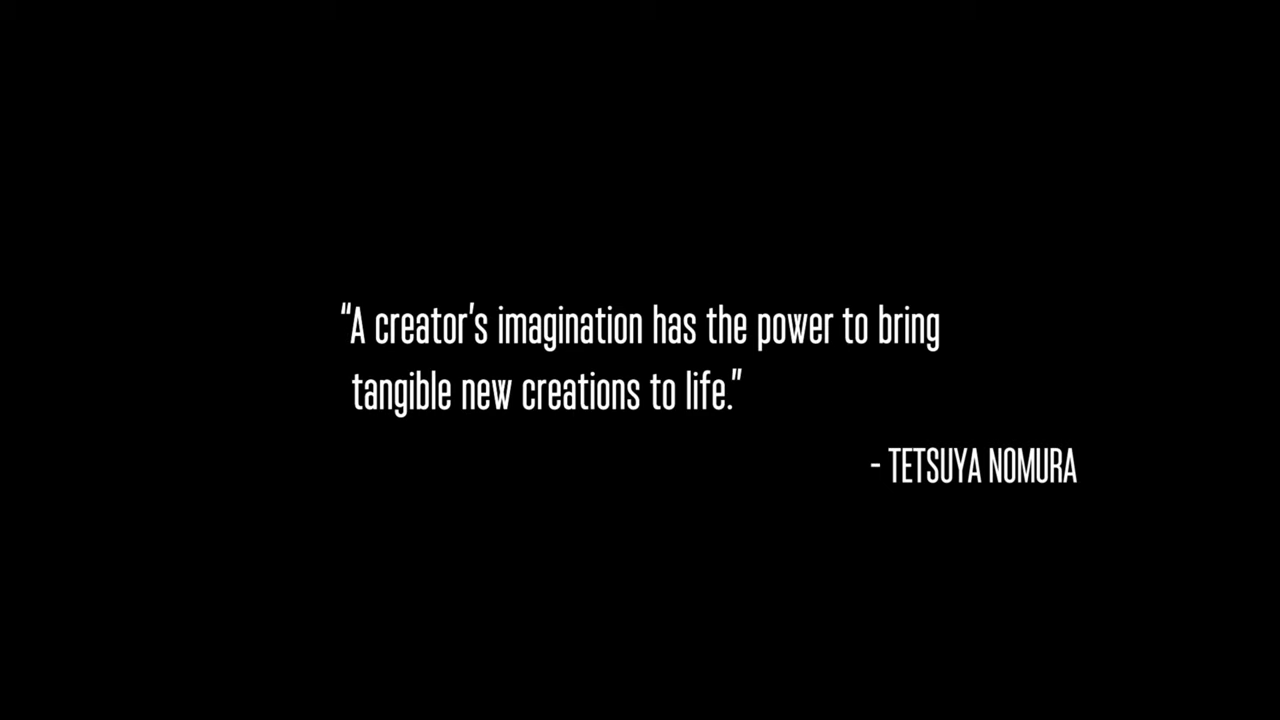 “A creator’s imagination has the power to bring
tangible new creations to life.”
- TETSUYA NOMURA